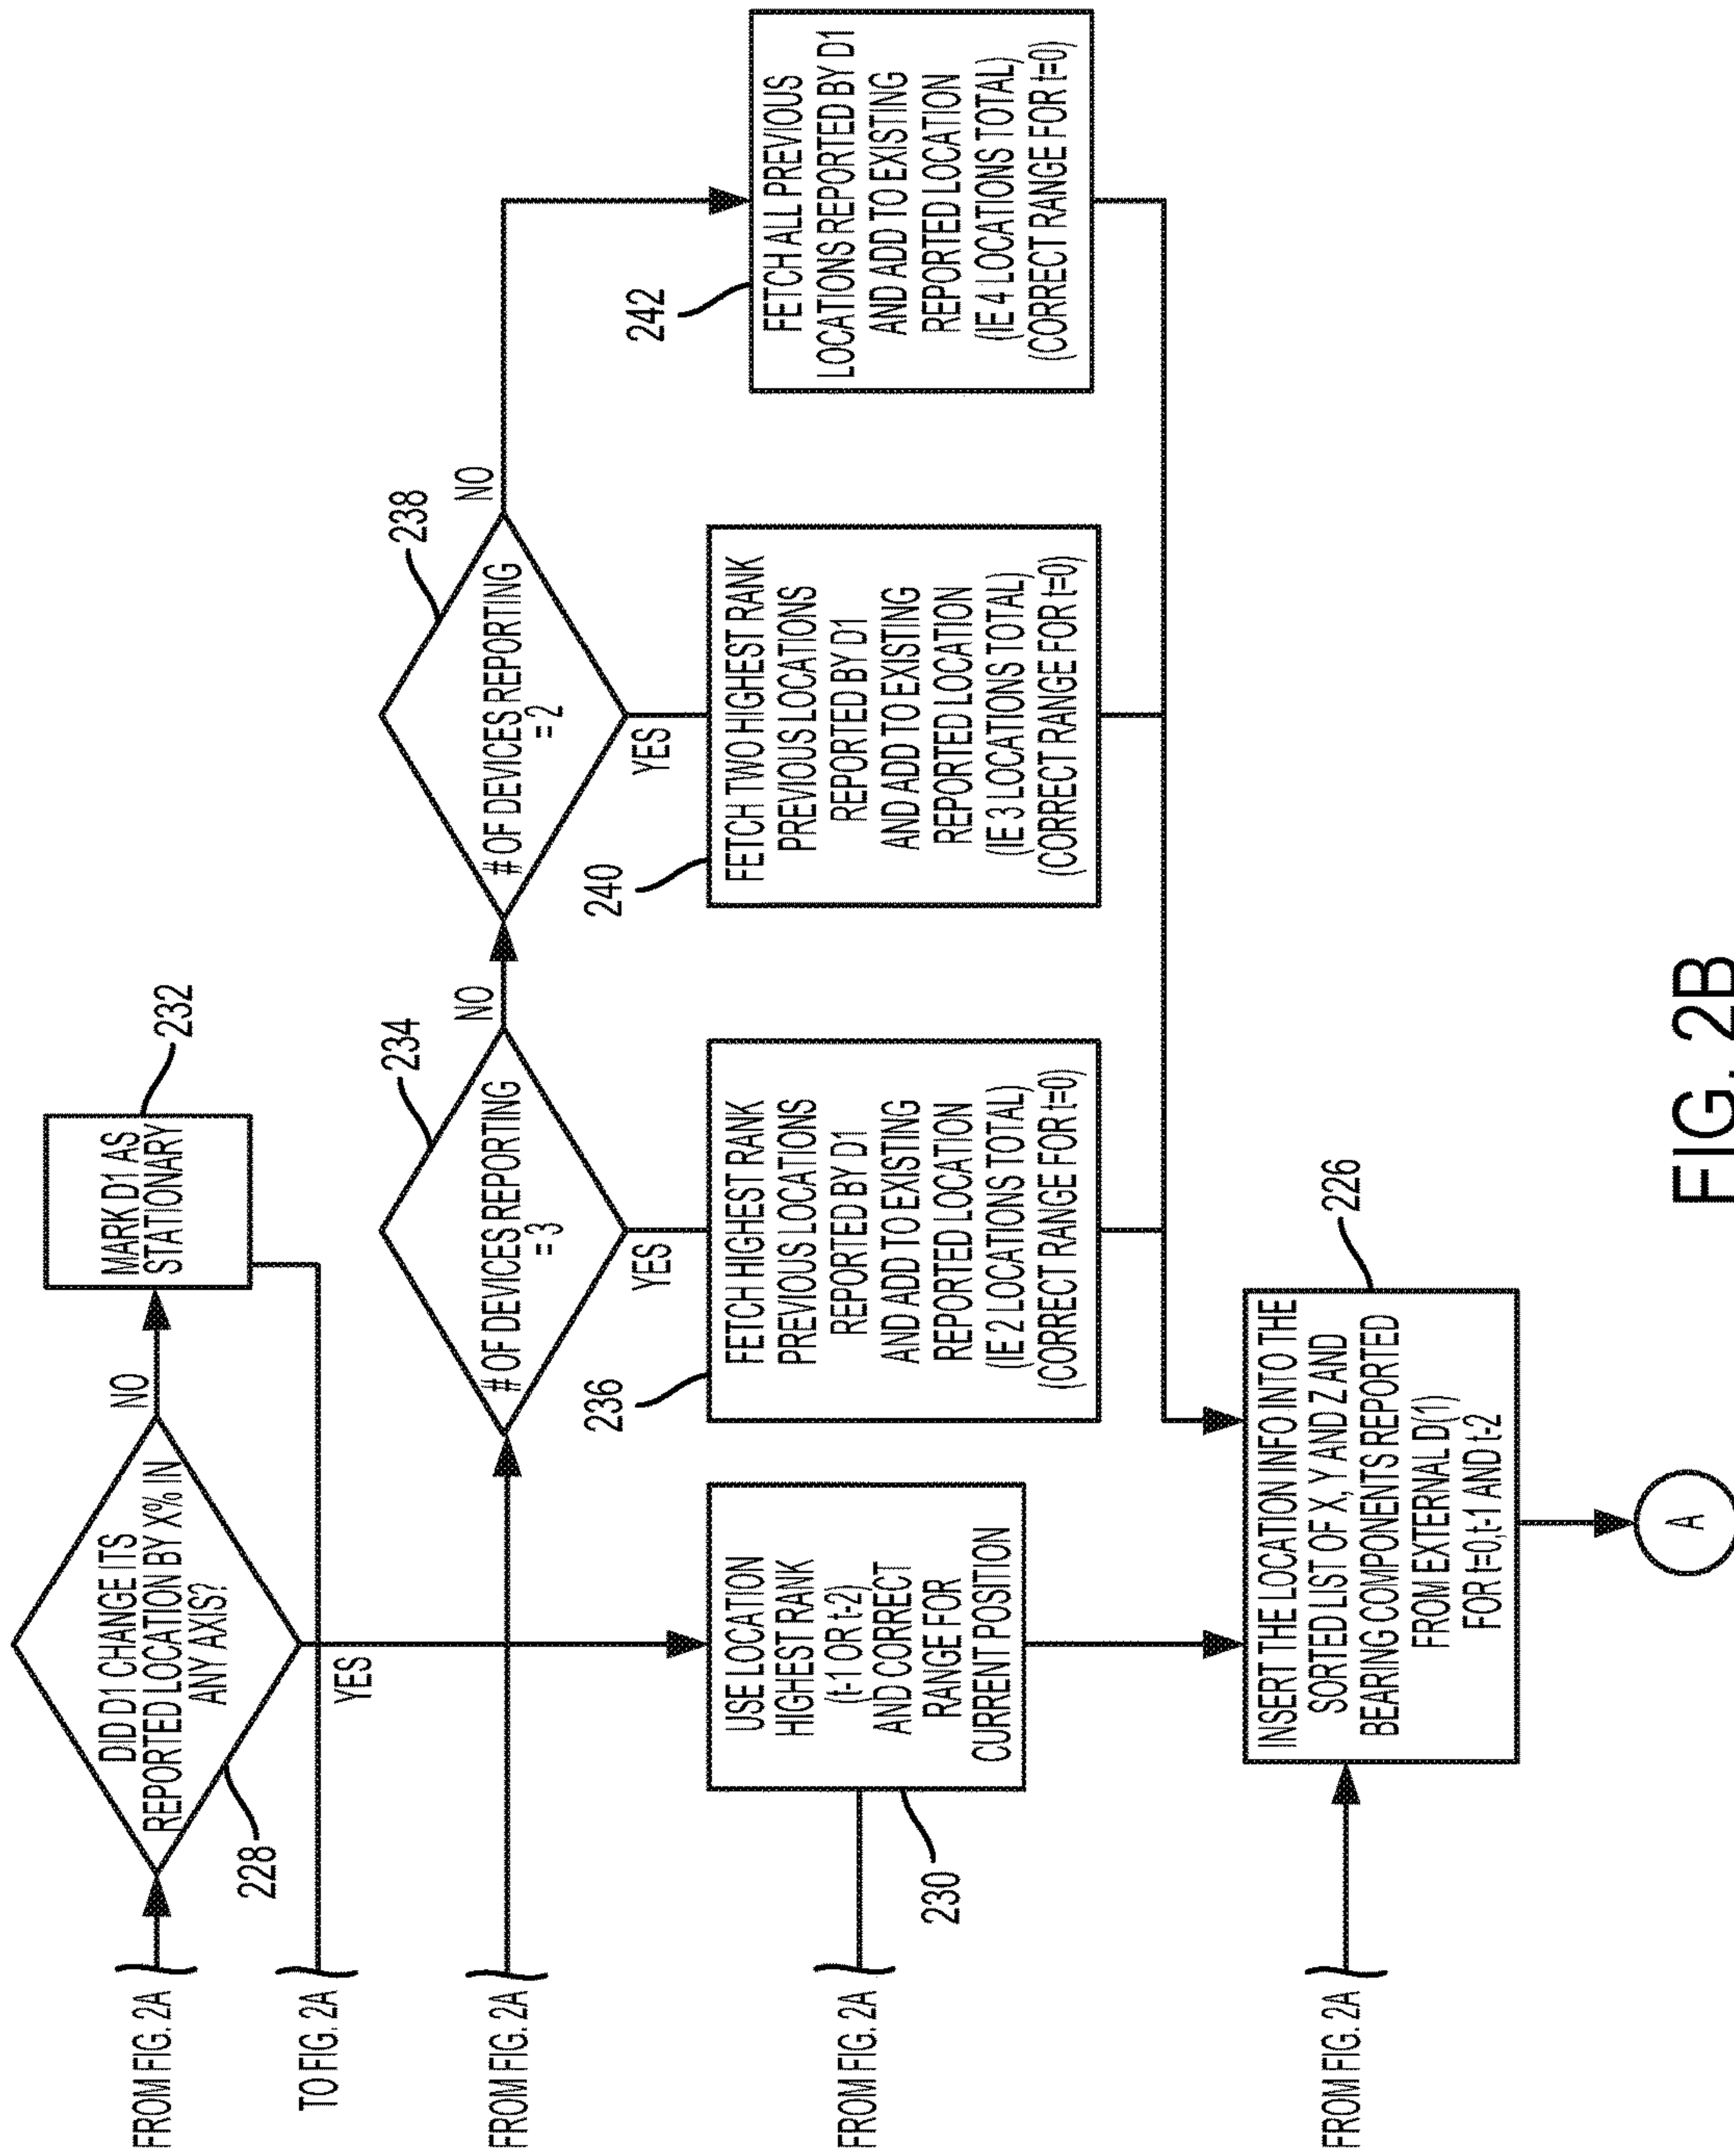 FROM FIG. 2A
DID D1 CHANGE ITS
REPORTED LOCATION BY X% IN
ANY AXIS?
228
NO
MARK D1 AS
STATIONARY
232
TO FIG. 2A
YES
FROM FIG. 2A
# OF DEVICES REPORTING
= 3
234
NO
# OF DEVICES REPORTING
= 2
238
NO
YES
YES
FROM FIG. 2A
USE LOCATION
HIGHEST RANK
(t-1 OR t-2)
AND CORRECT
RANGE FOR
CURRENT POSITION
230
236
FETCH HIGHEST RANK
PREVIOUS LOCATIONS
REPORTED BY D1
AND ADD TO EXISTING
REPORTED LOCATION
(IE 2 LOCATIONS TOTAL)
(CORRECT RANGE FOR t=0)
240
FETCH TWO HIGHEST RANK
PREVIOUS LOCATIONS
REPORTED BY D1
AND ADD TO EXISTING
REPORTED LOCATION
(IE 3 LOCATIONS TOTAL)
(CORRECT RANGE FOR t=0)
242
FETCH ALL PREVIOUS
LOCATIONS REPORTED BY D1
AND ADD TO EXISTING
REPORTED LOCATION
(IE 4 LOCATIONS TOTAL)
(CORRECT RANGE FOR t=0)
FROM FIG. 2A
INSERT THE LOCATION INFO INTO THE
SORTED LIST OF X, Y AND Z AND
BEARING COMPONENTS REPORTED
FROM EXTERNAL D(1)
FOR t=0,t-1 AND t-2
226
A
FIG. 2B